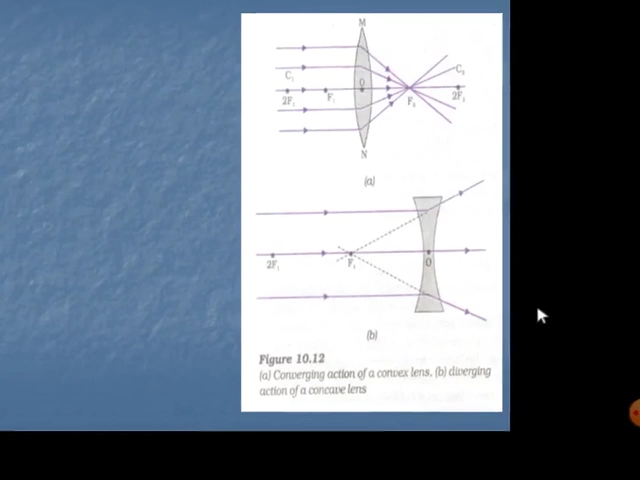 M
C₁
O
C₂
2F₁
F₁
F₂
2F₂
N
(a)
2F₁
F₁
O
(b)
Figure 10.12
(a) Converging action of a convex lens, (b) diverging
action of a concave lens